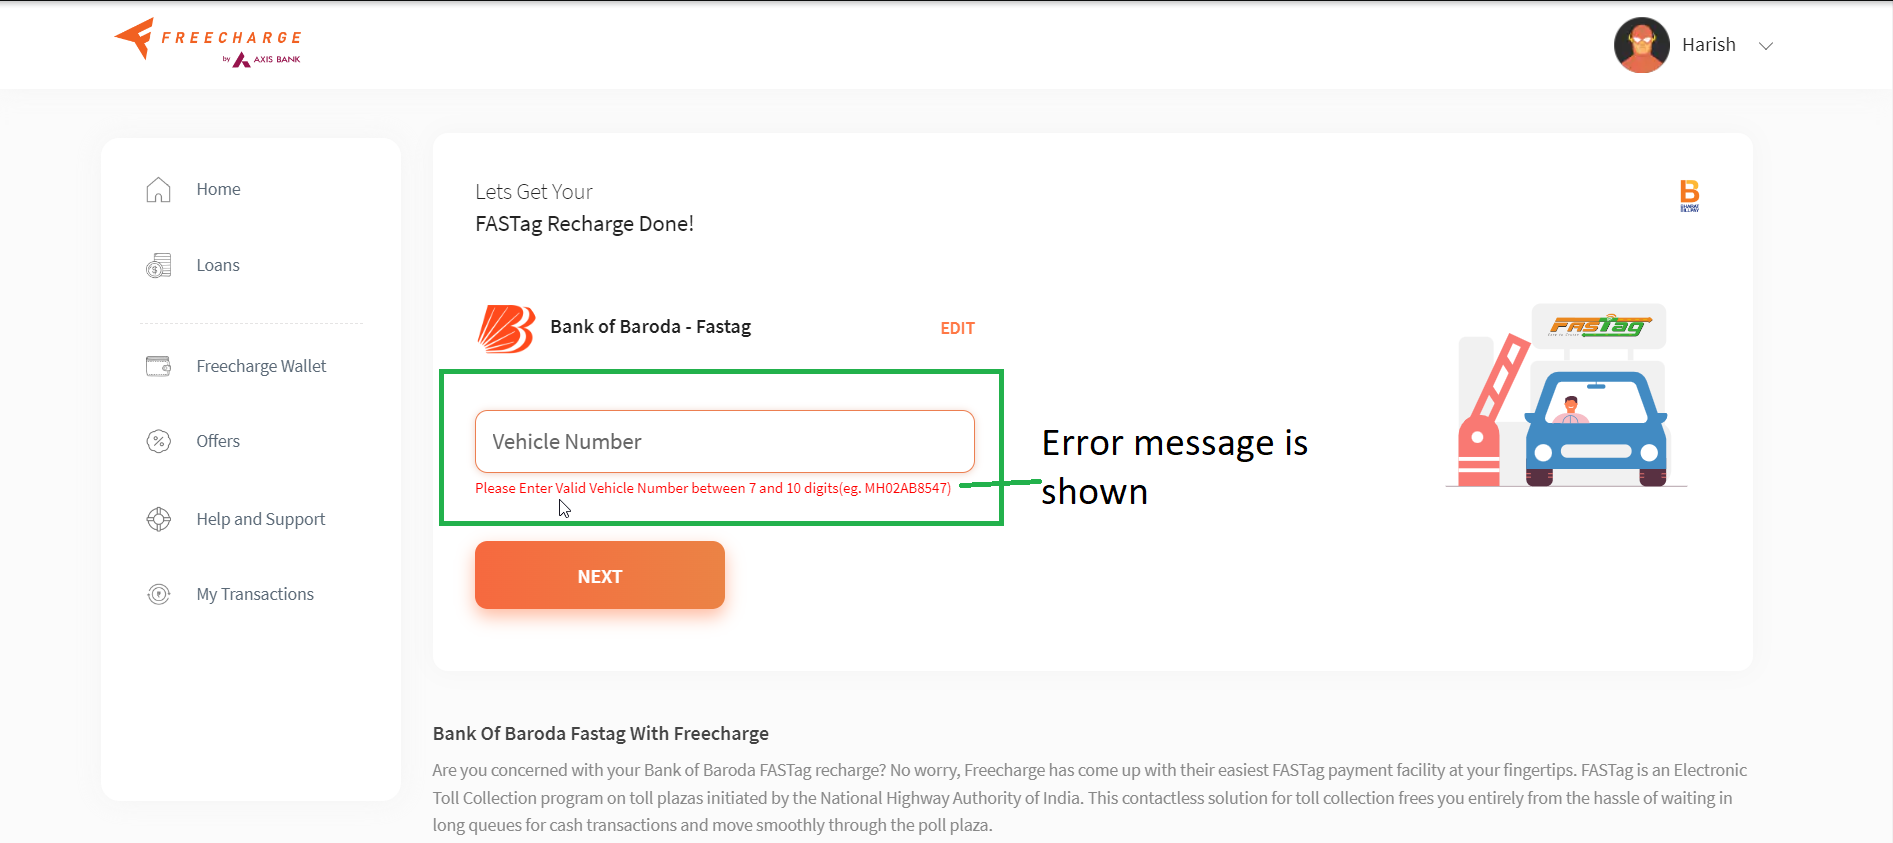 FREECHARGE
by AXIS BANK
Harish
Home
Loans
Freecharge Wallet
Offers
Help and Support
My Transactions
Lets Get Your
FASTag Recharge Done!
B
BHARAT
BILLPAY
Bank of Baroda - Fastag
EDIT
Vehicle Number
Please Enter Valid Vehicle Number between 7 and 10 digits(eg. MH02AB8547)
Error message is
shown
NEXT
FASTag
Bank Of Baroda Fastag With Freecharge
Are you concerned with your Bank of Baroda FASTag recharge? No worry, Freecharge has come up with their easiest FASTag payment facility at your fingertips. FASTag is an Electronic
Toll Collection program on toll plazas initiated by the National Highway Authority of India. This contactless solution for toll collection frees you entirely from the hassle of waiting in
long queues for cash transactions and move smoothly through the poll plaza.